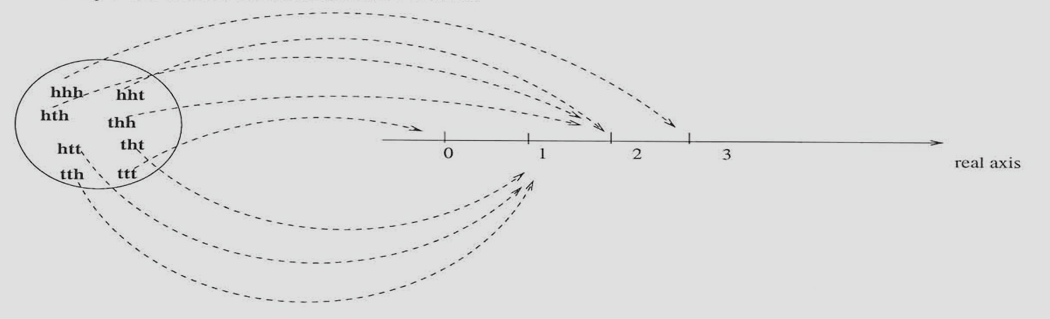 hhh hht
hth thh
htt tht
tth ttt
0 1 2 3
real axis